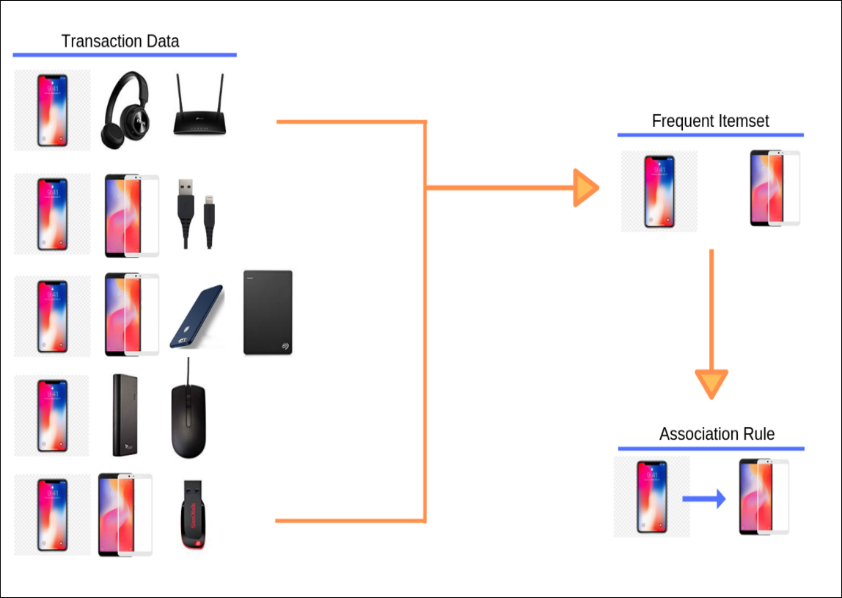 Transaction Data
Frequent Itemset
Association Rule